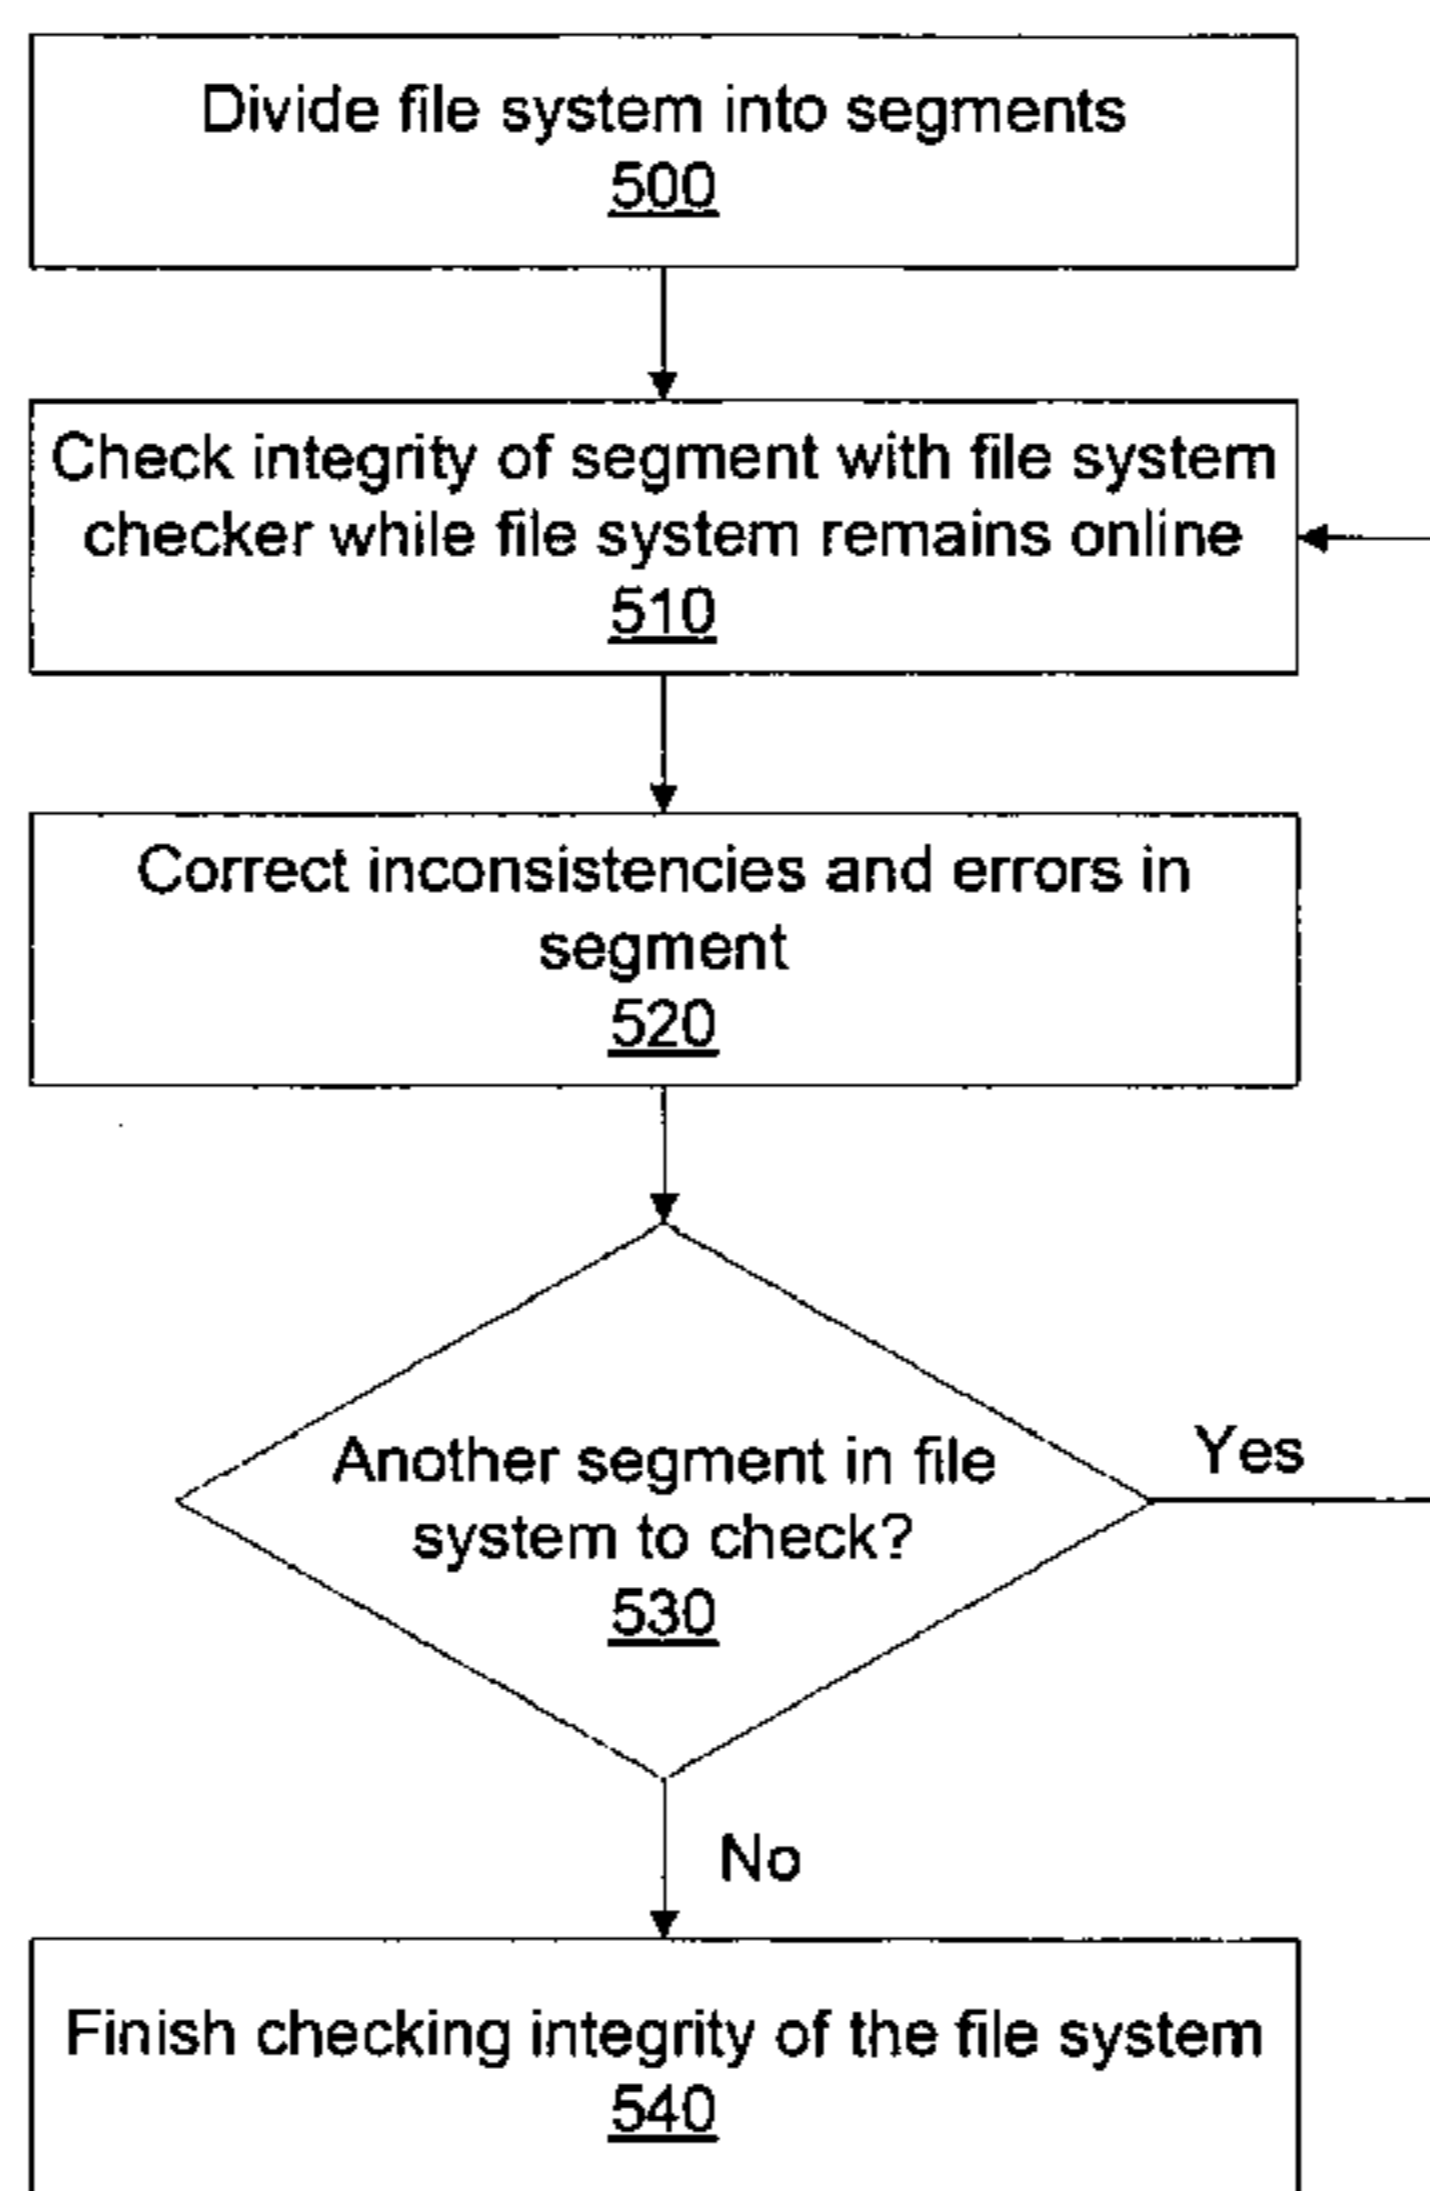 Divide file system into segments
500
Check integrity of segment with file system
checker while file system remains online
510
Correct inconsistencies and errors in
segment
520
Another segment in file
system to check?
530
Yes
No
Finish checking integrity of the file system
540